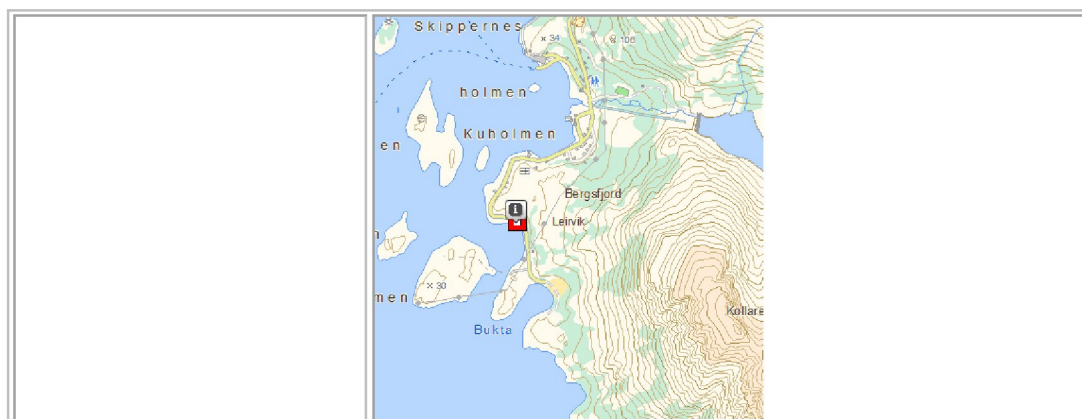 Skippernes
x 34
106
holmen
Kuholmen
en
Bergsfjord
i
Leirvik
n
x 30
men
Bukta
Kollare